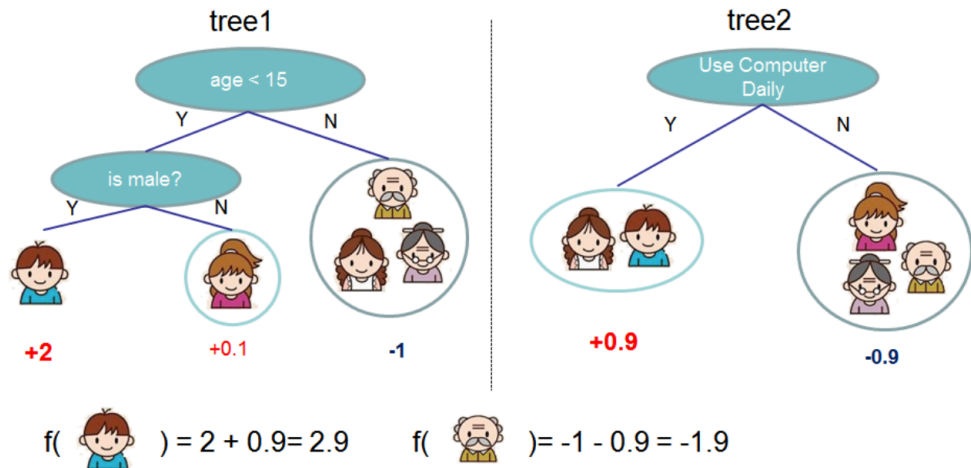 tree1
tree2
age < 15
Use Computer
Daily
Y
N
Y
N
is male?
Y
N
+2
+0.1
-1
+0.9
-0.9
f( ) = 2 + 0.9= 2.9
f( )= -1 - 0.9 = -1.9